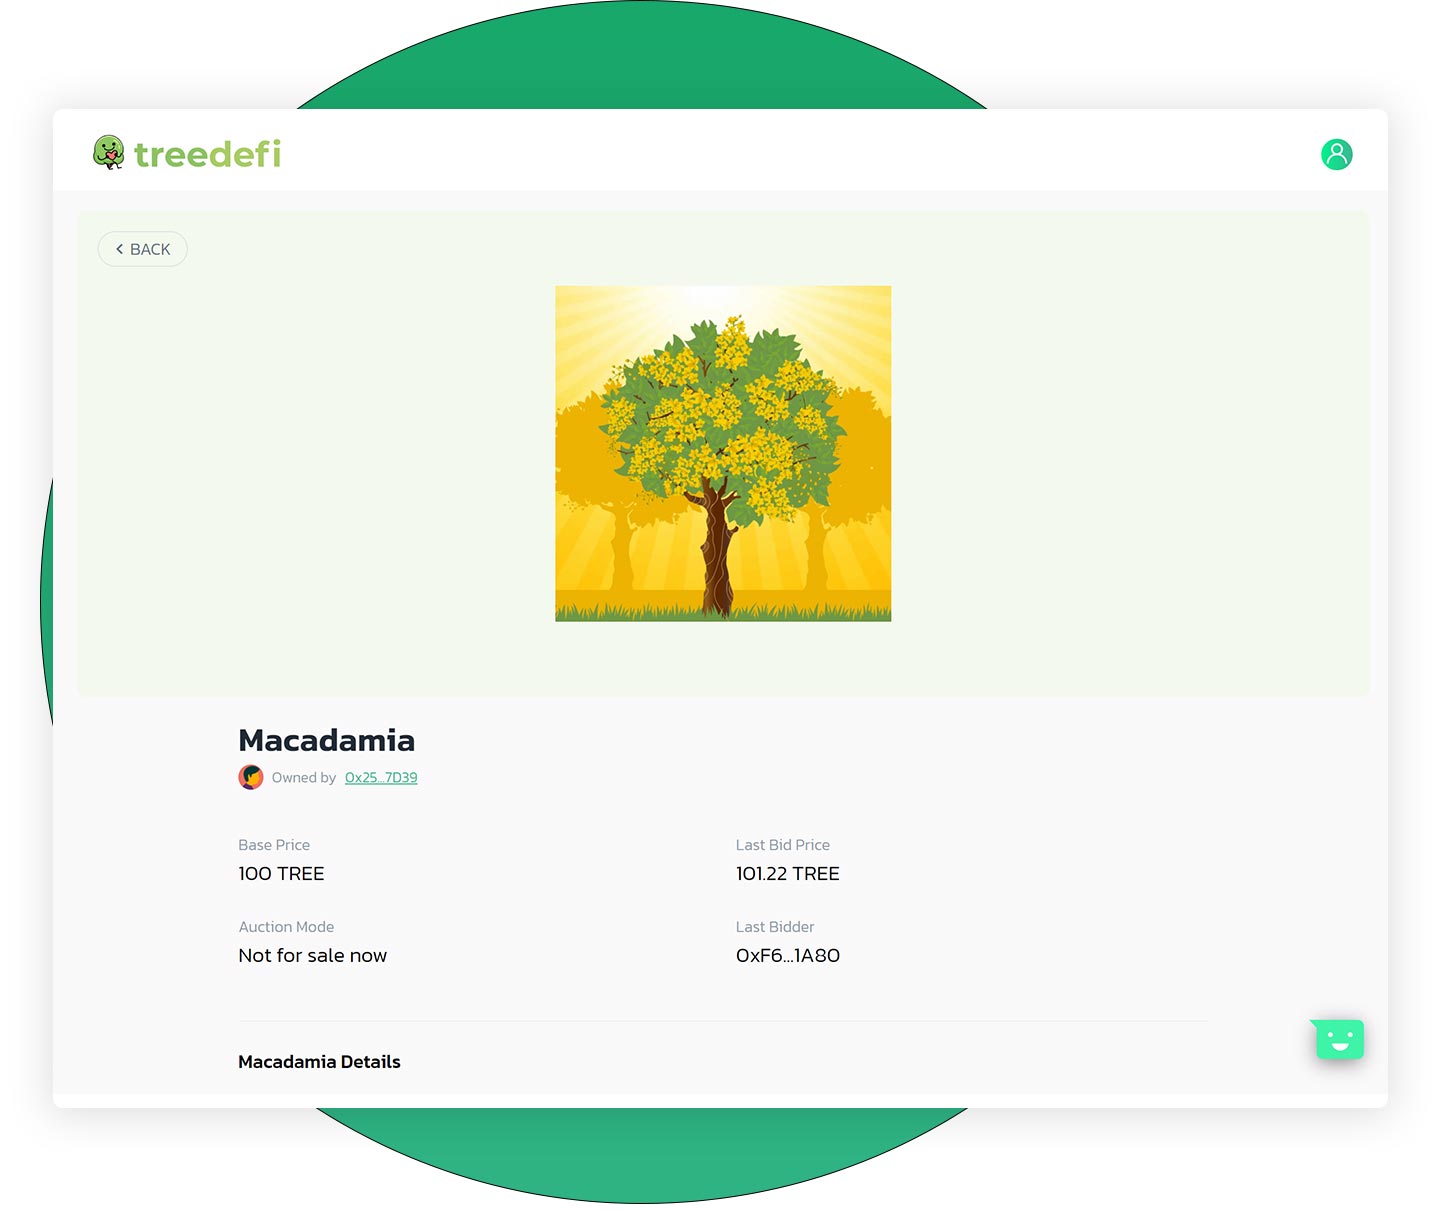 treedefi
BACK
Macadamia
Owned by 0x25...7D39
Base Price
100 TREE
Last Bid Price
101.22 TREE
Auction Mode
Not for sale now
Last Bidder
0xF6...1A80
Macadamia Details